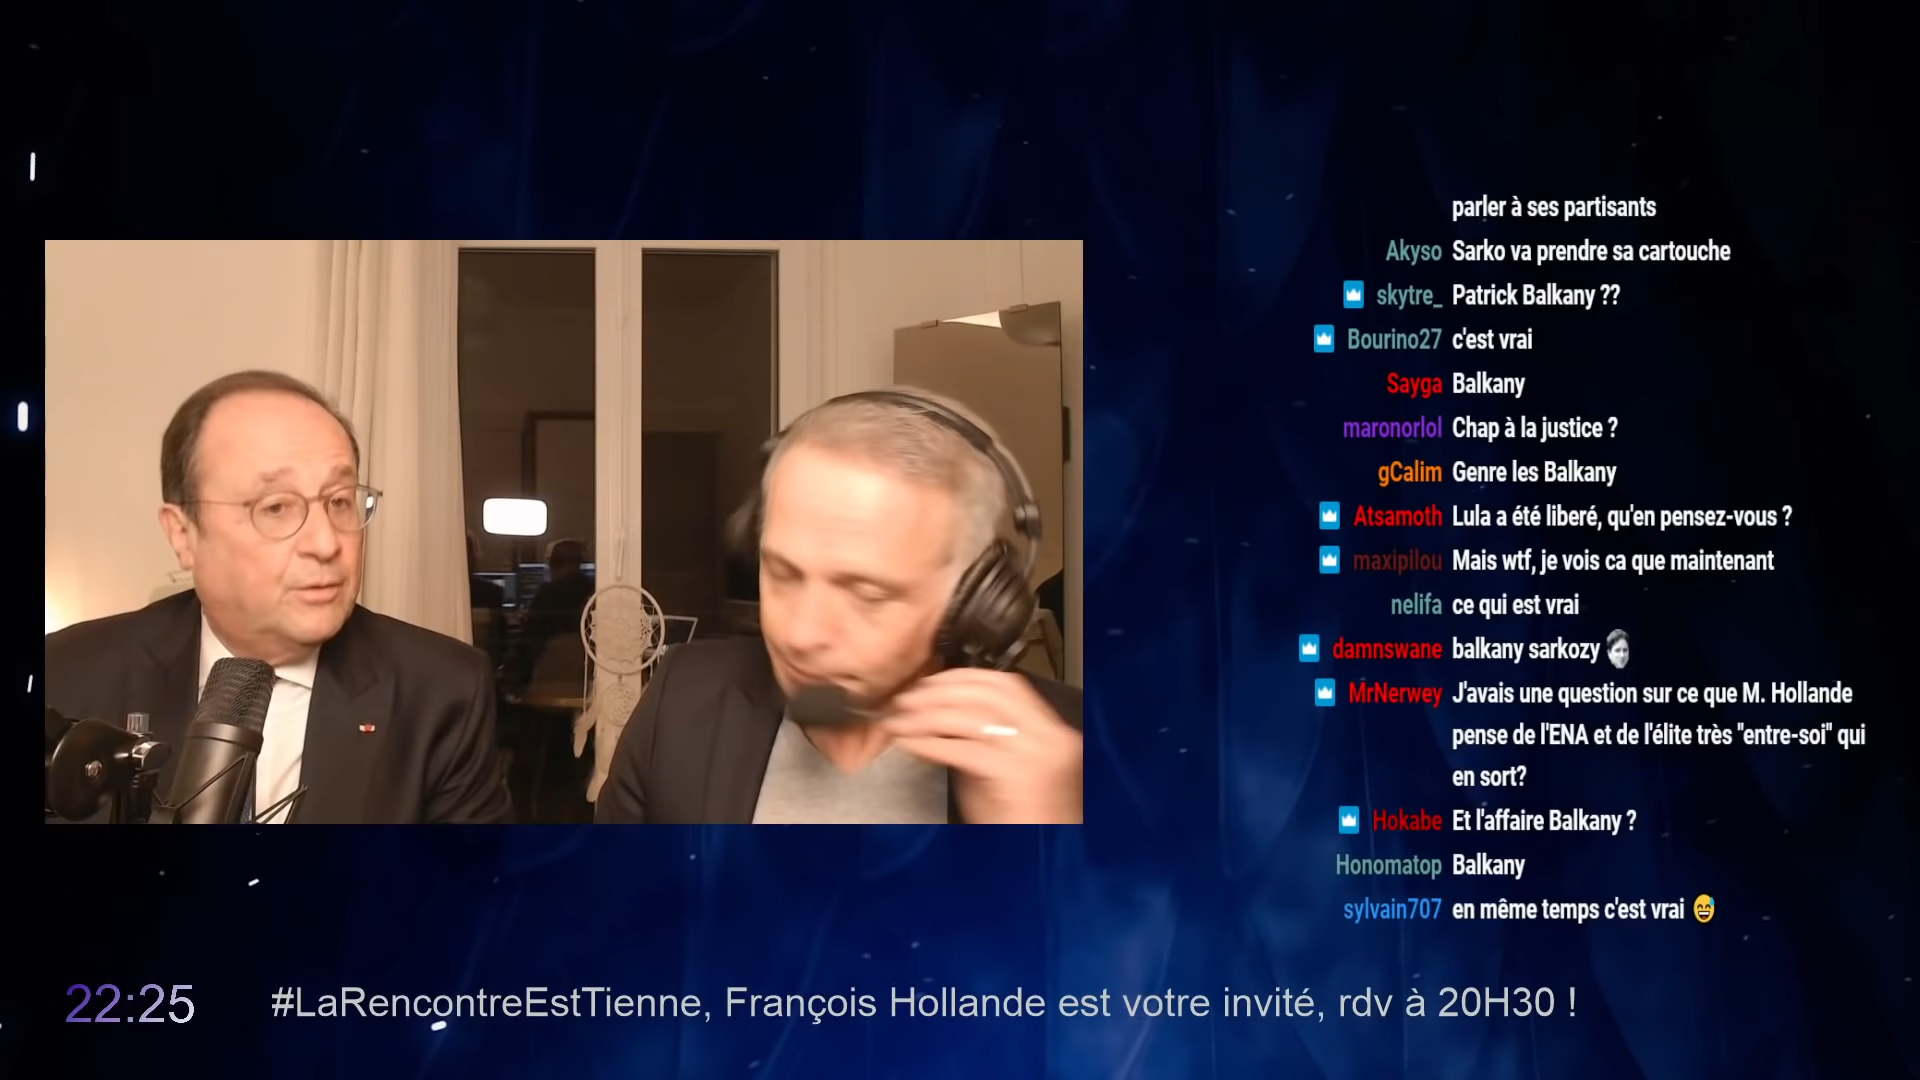 parler à ses partisants
Akyso Sarko va prendre sa cartouche
skytre_ Patrick Balkany ??
Bourino27 c'est vrai
Sayga Balkany
maronorlol Chap à la justice ?
gCalim Genre les Balkany
Atsamoth Lula a été liberé, qu'en pensez-vous ?
maxipilou Mais wtf, je vois ca que maintenant
nelifa ce qui est vrai
damnswane balkany sarkozy
MrNerwey J'avais une question sur ce que M. Hollande
pense de l'ENA et de l'élite très "entre-soi" qui
en sort?
Hokabe Et l'affaire Balkany ?
Honomatop Balkany
sylvain707 en même temps c'est vrai 😅
22:25 #LaRencontreEstTienne, François Hollande est votre invité, rdv à 20H30 !